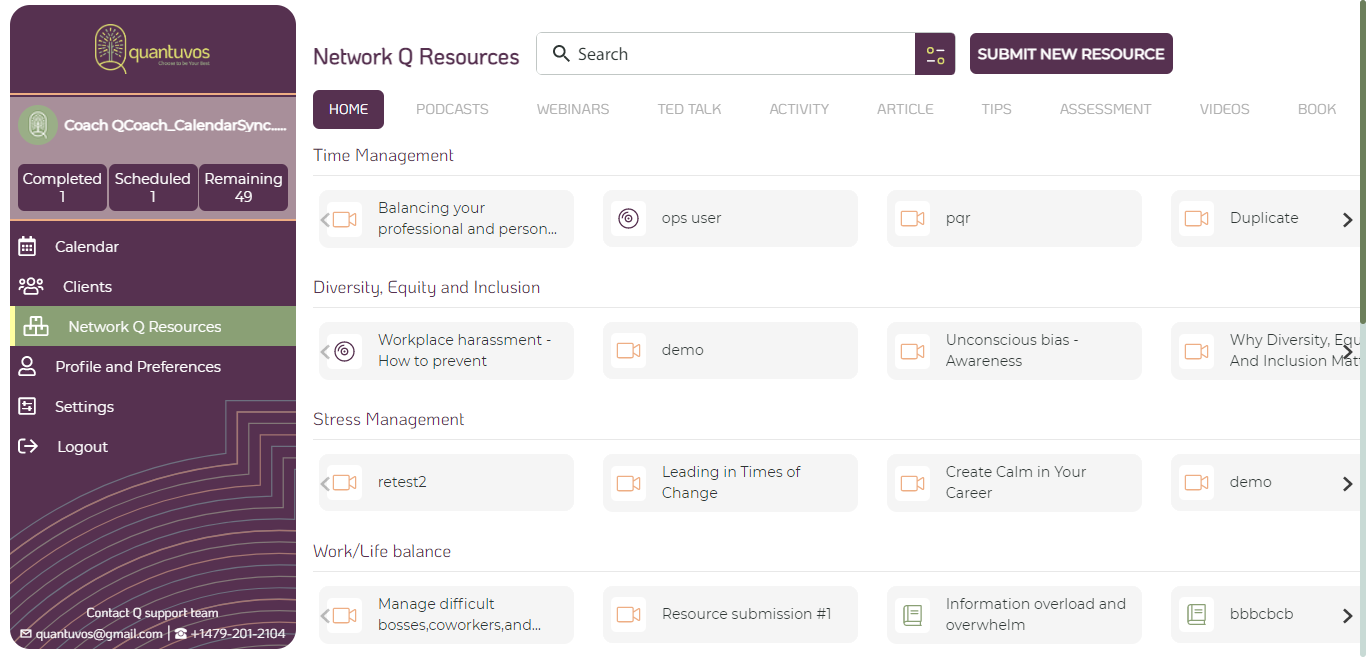 quantuvos
Choose to be Your Best
Coach QCoach_CalendarSync.....
Completed
1
Scheduled
1
Remaining
49
Calendar
Clients
Network Q Resources
Profile and Preferences
Settings
Logout
Contact Q support team
quantuvos@gmail.com | +1479-201-2104
Network Q Resources
Search
SUBMIT NEW RESOURCE
HOME
PODCASTS
WEBINARS
TED TALK
ACTIVITY
ARTICLE
TIPS
ASSESSMENT
VIDEOS
BOOK
Time Management
Balancing your
professional and person...
ops user
pqr
Duplicate
Diversity, Equity and Inclusion
Workplace harassment -
How to prevent
demo
Unconscious bias -
Awareness
Why Diversity, Equ
And Inclusion Matt
Stress Management
retest2
Leading in Times of
Change
Create Calm in Your
Career
demo
Work/Life balance
Manage difficult
bosses,coworkers,and...
Resource submission #1
Information overload and
overwhelm
bbbcbcb